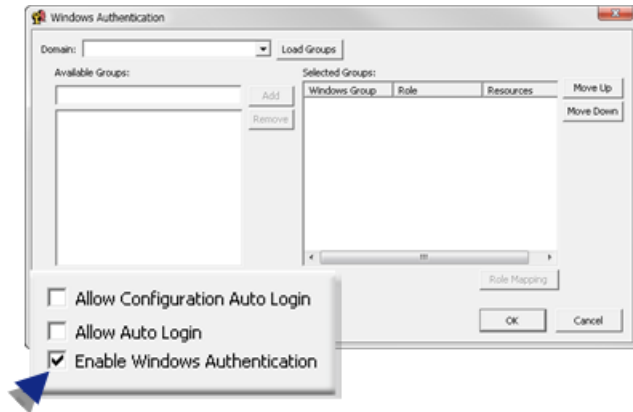 Windows Authentication
Domain:
Load Groups
Available Groups:
Selected Groups:
Add
Remove
Windows Group Role Resources
Move Up
Move Down
Role Mapping
Allow Configuration Auto Login
Allow Auto Login
Enable Windows Authentication
OK Cancel